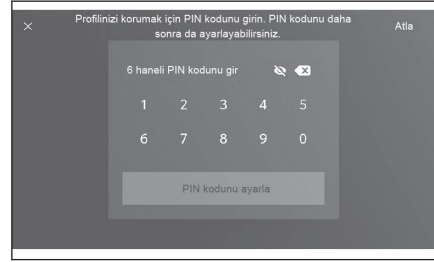 Profilinizi korumak için PIN kodunu girin. PIN kodunu daha
sonra da ayarlayabilirsiniz.
Atla
6 haneli PIN kodunu gir
1 2 3 4 5
6 7 8 9 0
PIN kodunu ayarla